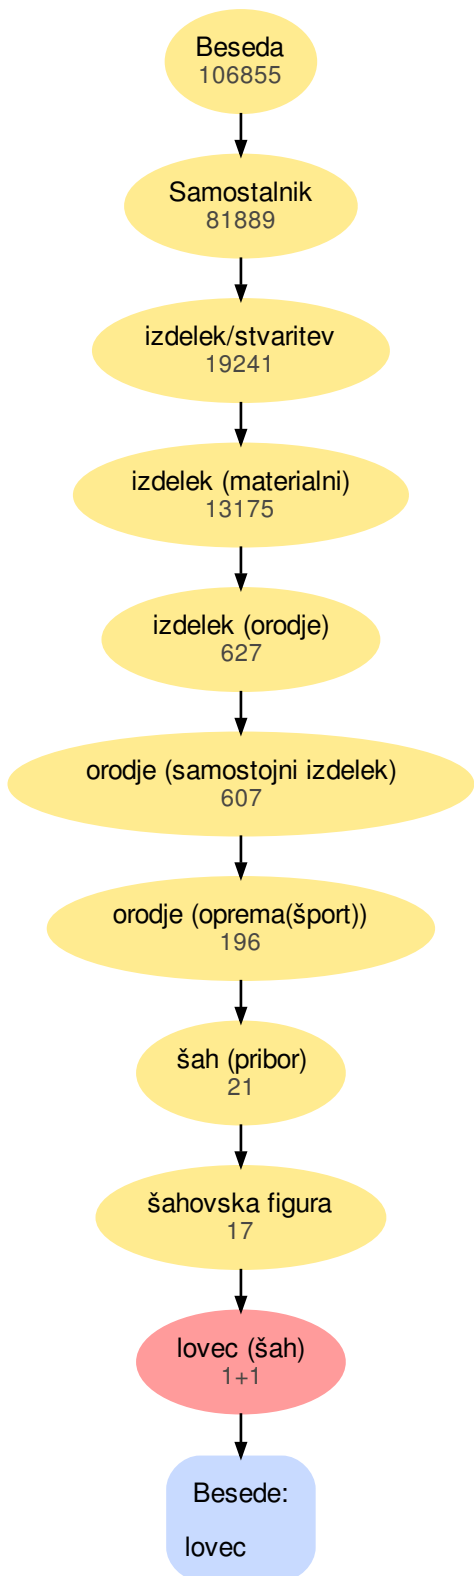 Beseda
106855
Samostalnik
81889
izdelek/stvaritev
19241
izdelek (materialni)
13175
izdelek (orodje)
627
orodje (samostojni izdelek)
607
orodje (oprema(šport))
196
šah (pribor)
21
šahovska figura
17
lovec (šah)
1+1
Besede:
lovec